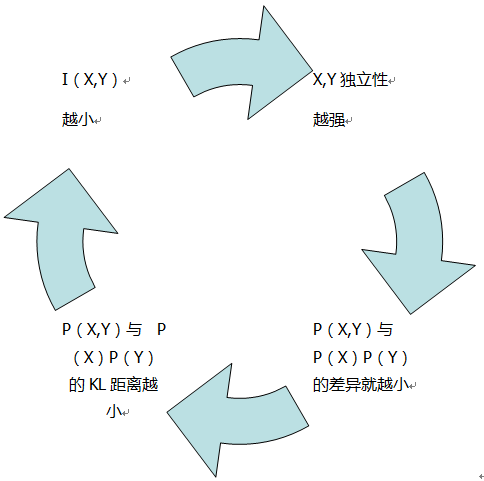 I（X,Y）
越小
X,Y 独立性
越强
P（X,Y）与
P（X）P（Y）
的差异就越小
P（X,Y）与 P
（X）P（Y）
的 KL 距离越
小